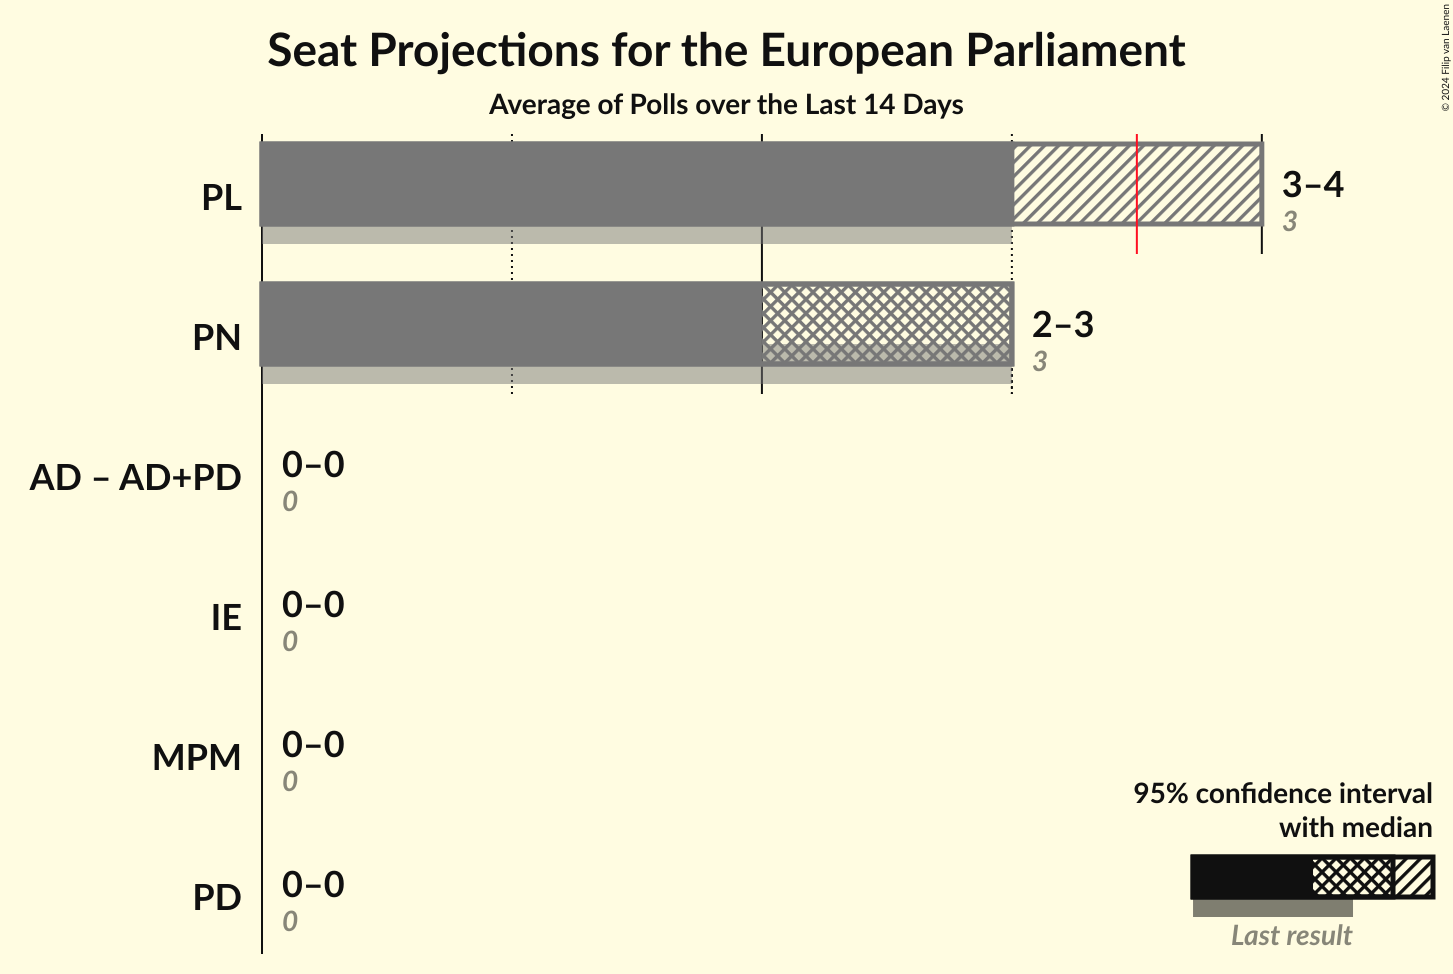 Seat Projections for the European Parliament
Average of Polls over the Last 14 Days
© 2024 Filip van Laenen
PL
3–4
3
PN
2–3
3
AD – AD+PD
0–0
0
IE
0–0
0
MPM
0–0
0
PD
0–0
0
95% confidence interval
with median
Last result